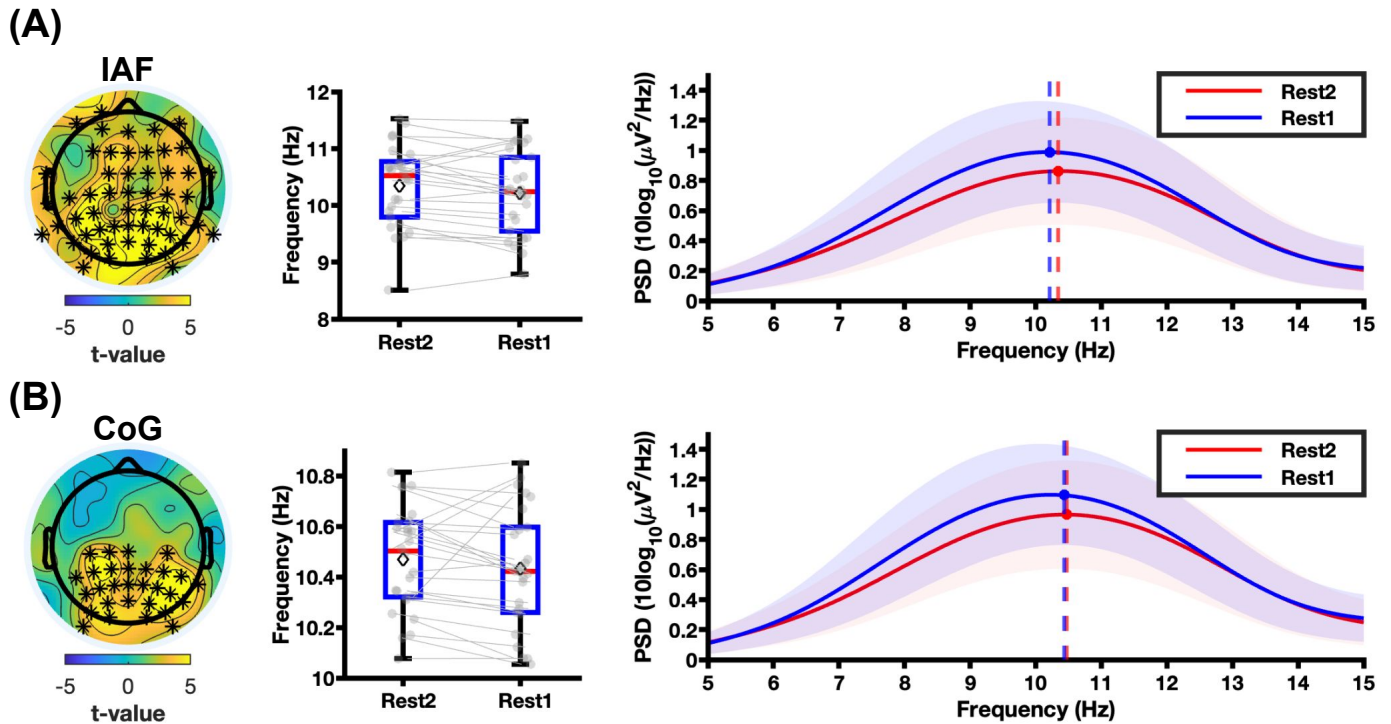 (A)
IAF
-5 0 5
t-value
Frequency (Hz)
12
11
10
9
8
Rest2 Rest1
PSD (10log10(μV²/Hz))
1.4
1.2
1
0.8
0.6
0.4
0.2
0
5 6 7 8 9 10 11 12 13 14 15
Frequency (Hz)
Rest2
Rest1
(B)
CoG
-5 0 5
t-value
Frequency (Hz)
10.8
10.6
10.4
10.2
10
Rest2 Rest1
PSD (10log10(μV²/Hz))
1.4
1.2
1
0.8
0.6
0.4
0.2
0
5 6 7 8 9 10 11 12 13 14 15
Frequency (Hz)
Rest2
Rest1